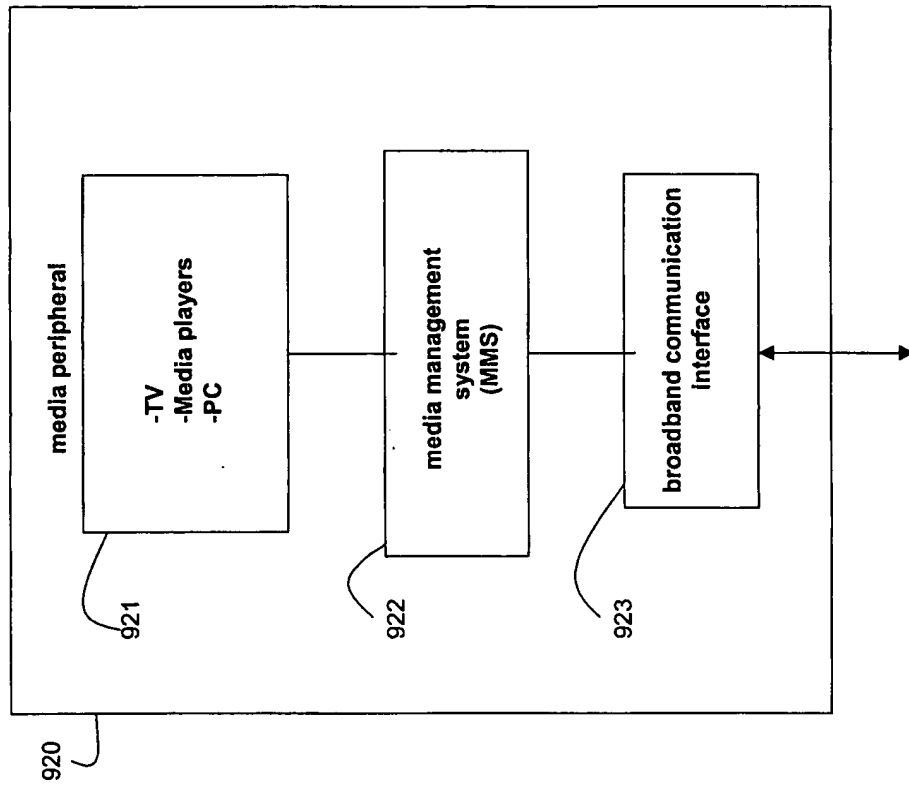 media peripheral
-TV
-Media players
-PC
921
media management
system
(MMS)
922
broadband communication
interface
923
920